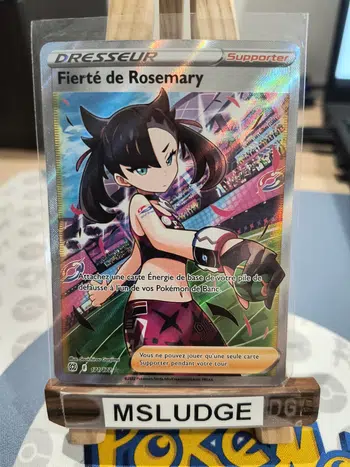 DRESSEUR Supporter
Fierté de Rosemary
Attachez une carte Énergie de base de votre pile de
défausse à l'un de vos Pokémon de Banc.
Vous ne pouvez jouer qu'une seule carte
Supporter pendant votre tour.
MSLUDGE
DGE